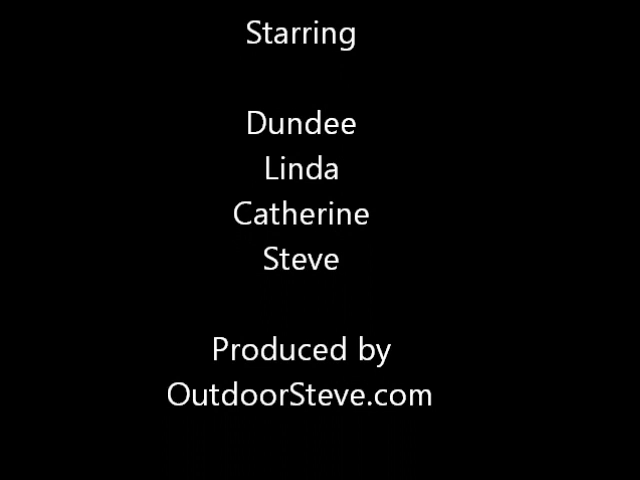 Starring
Dundee
Linda
Catherine
Steve
Produced by
OutdoorSteve.com